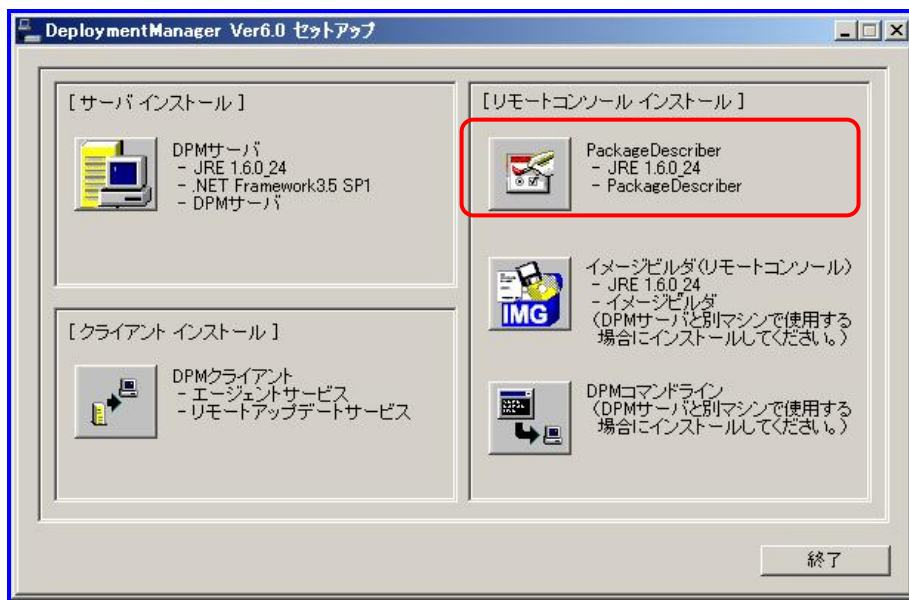 DeploymentManager Ver6.0 セットアップ
[ サーバ インストール ]
DPMサーバ
- JRE 1.6.0_24
- .NET Framework3.5 SP1
- DPMサーバ
[ クライアント インストール ]
DPMクライアント
- エージェントサービス
- リモートアップデートサービス
[ リモートコンソール インストール ]
PackageDescriber
- JRE 1.6.0_24
- PackageDescriber
イメージビルダ(リモートコンソール)
- JRE 1.6.0_24
- イメージビルダ
(DPMサーバと別マシンで使用する
場合にインストールしてください。)
IMG
DPMコマンドライン
(DPMサーバと別マシンで使用する
場合にインストールしてください。)
終了